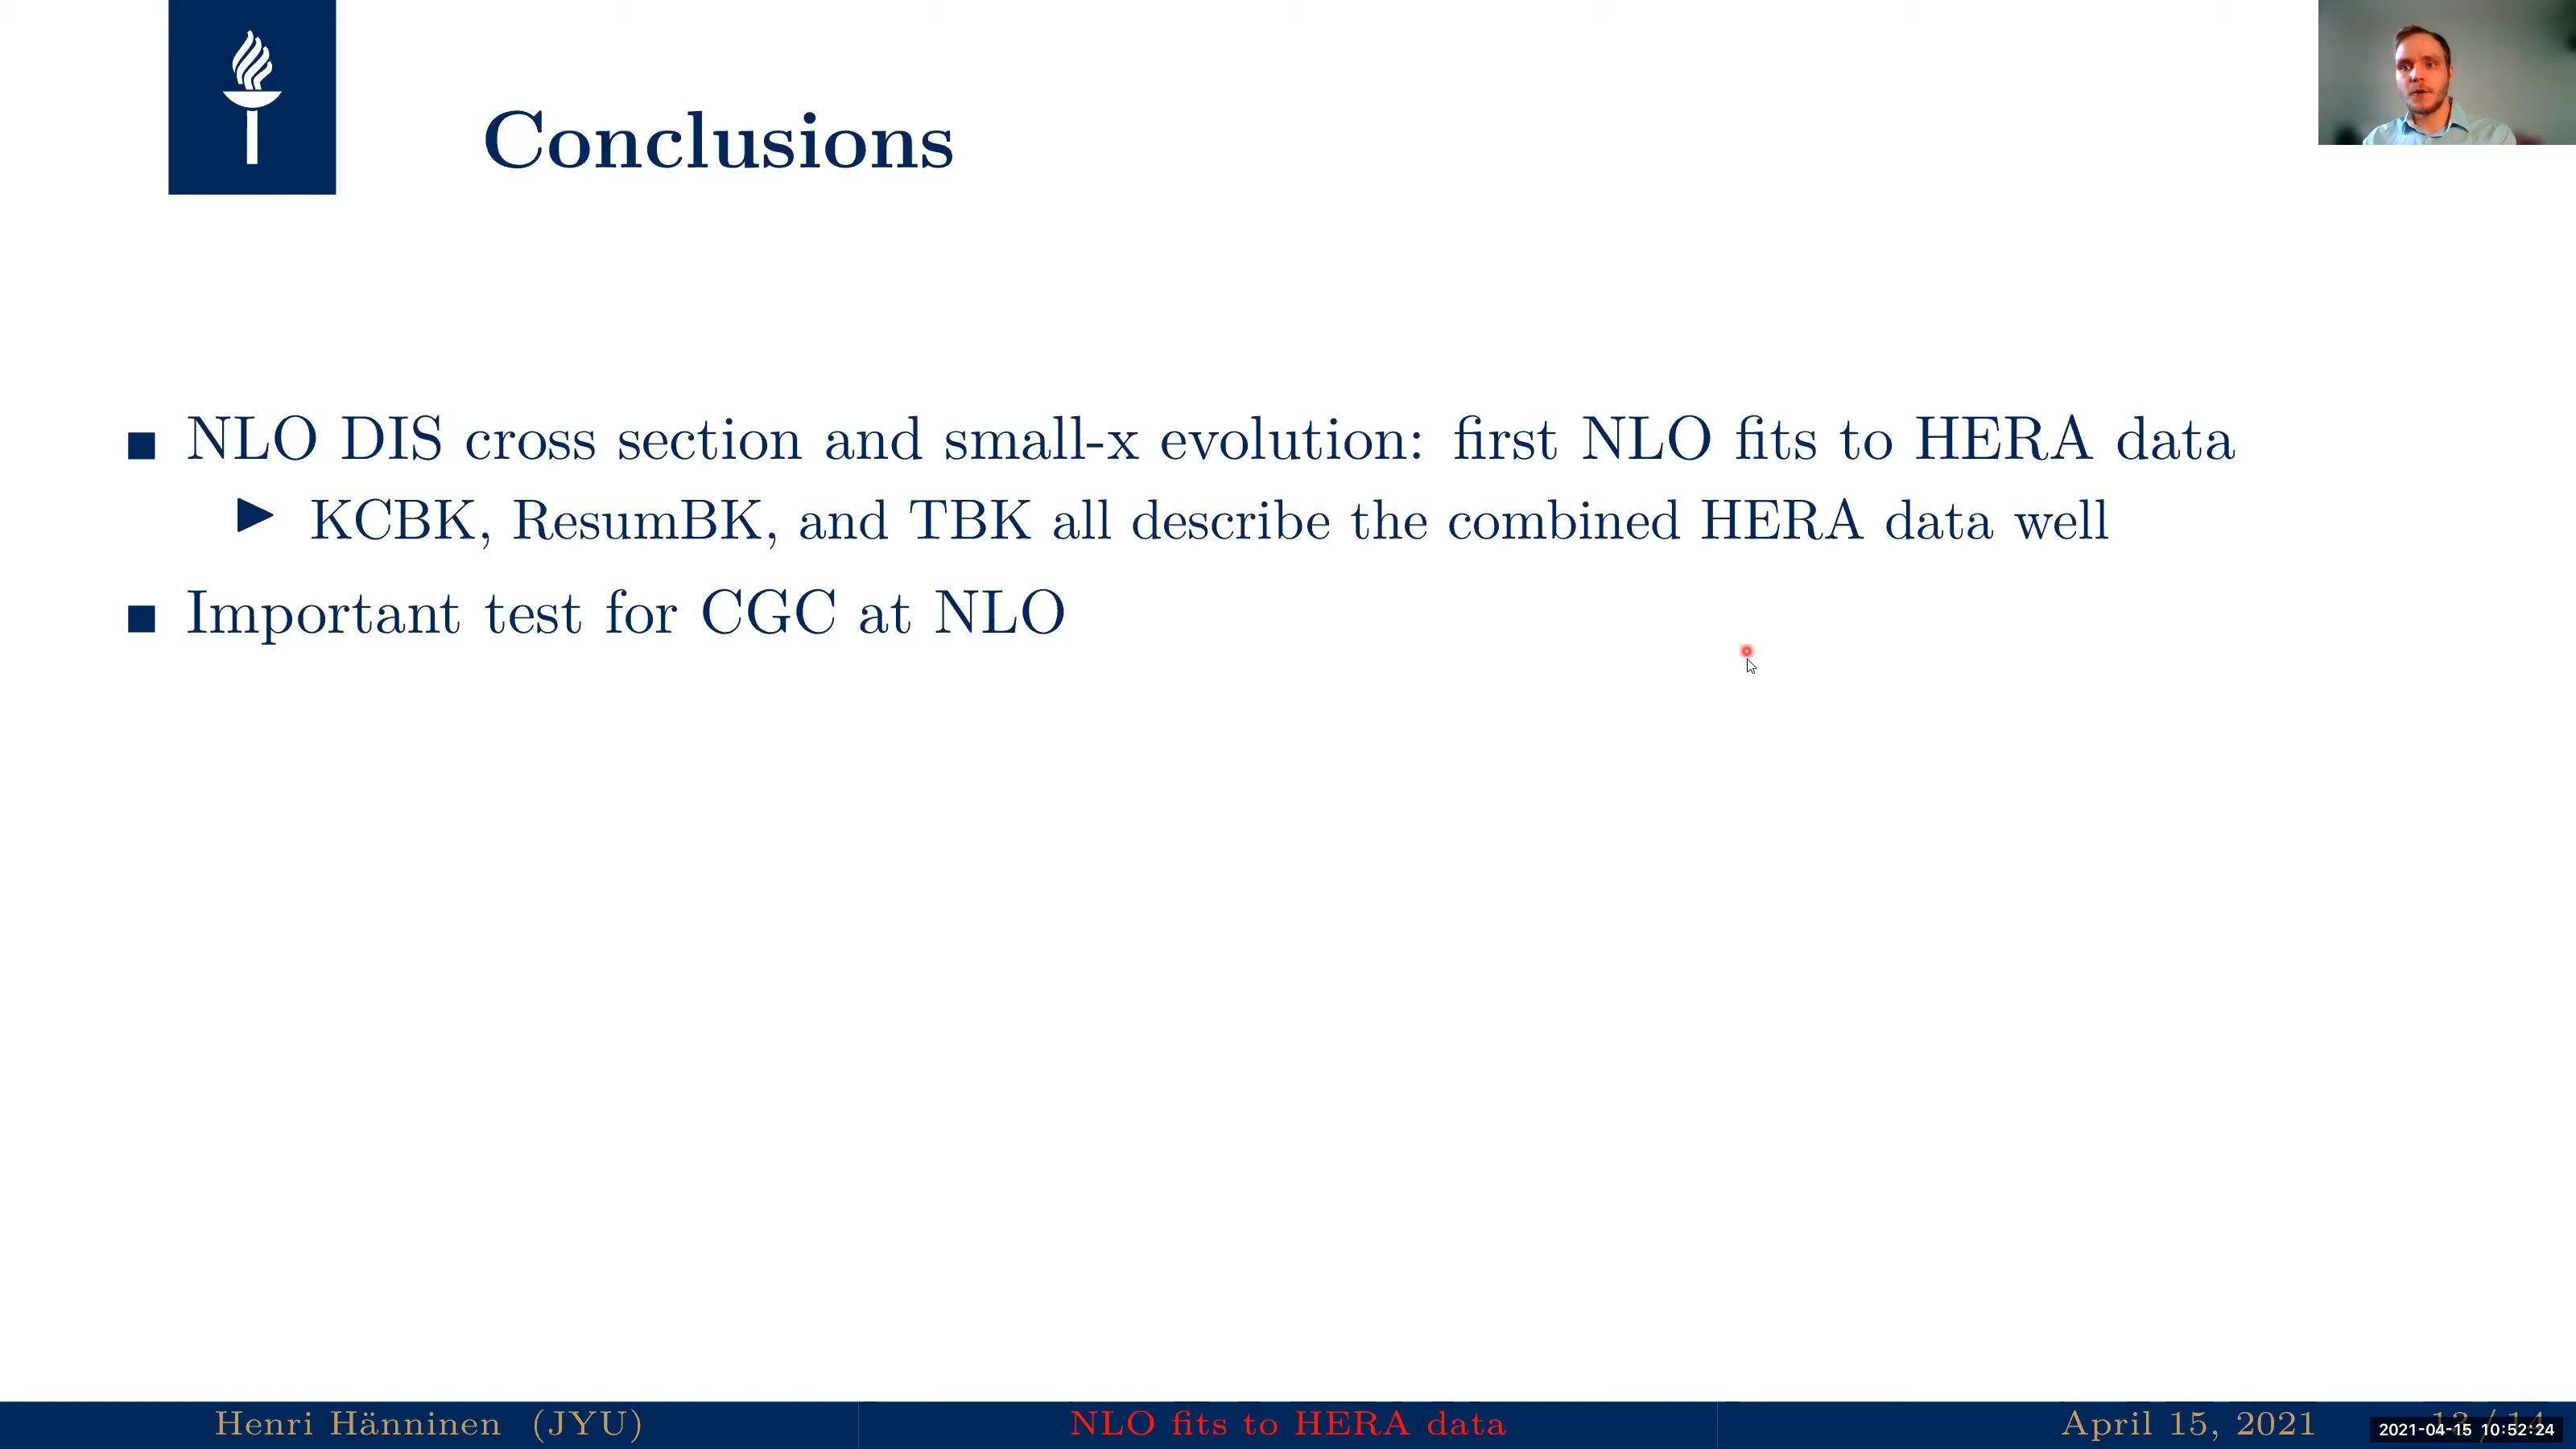 Conclusions
NLO DIS cross section and small-x evolution: first NLO fits to HERA data
KCBK, ResumBK, and TBK all describe the combined HERA data well
Important test for CGC at NLO
Henri Hänninen (JYU)
NLO fits to HERA data
April 15, 2021
2021-04-15 10:52:24